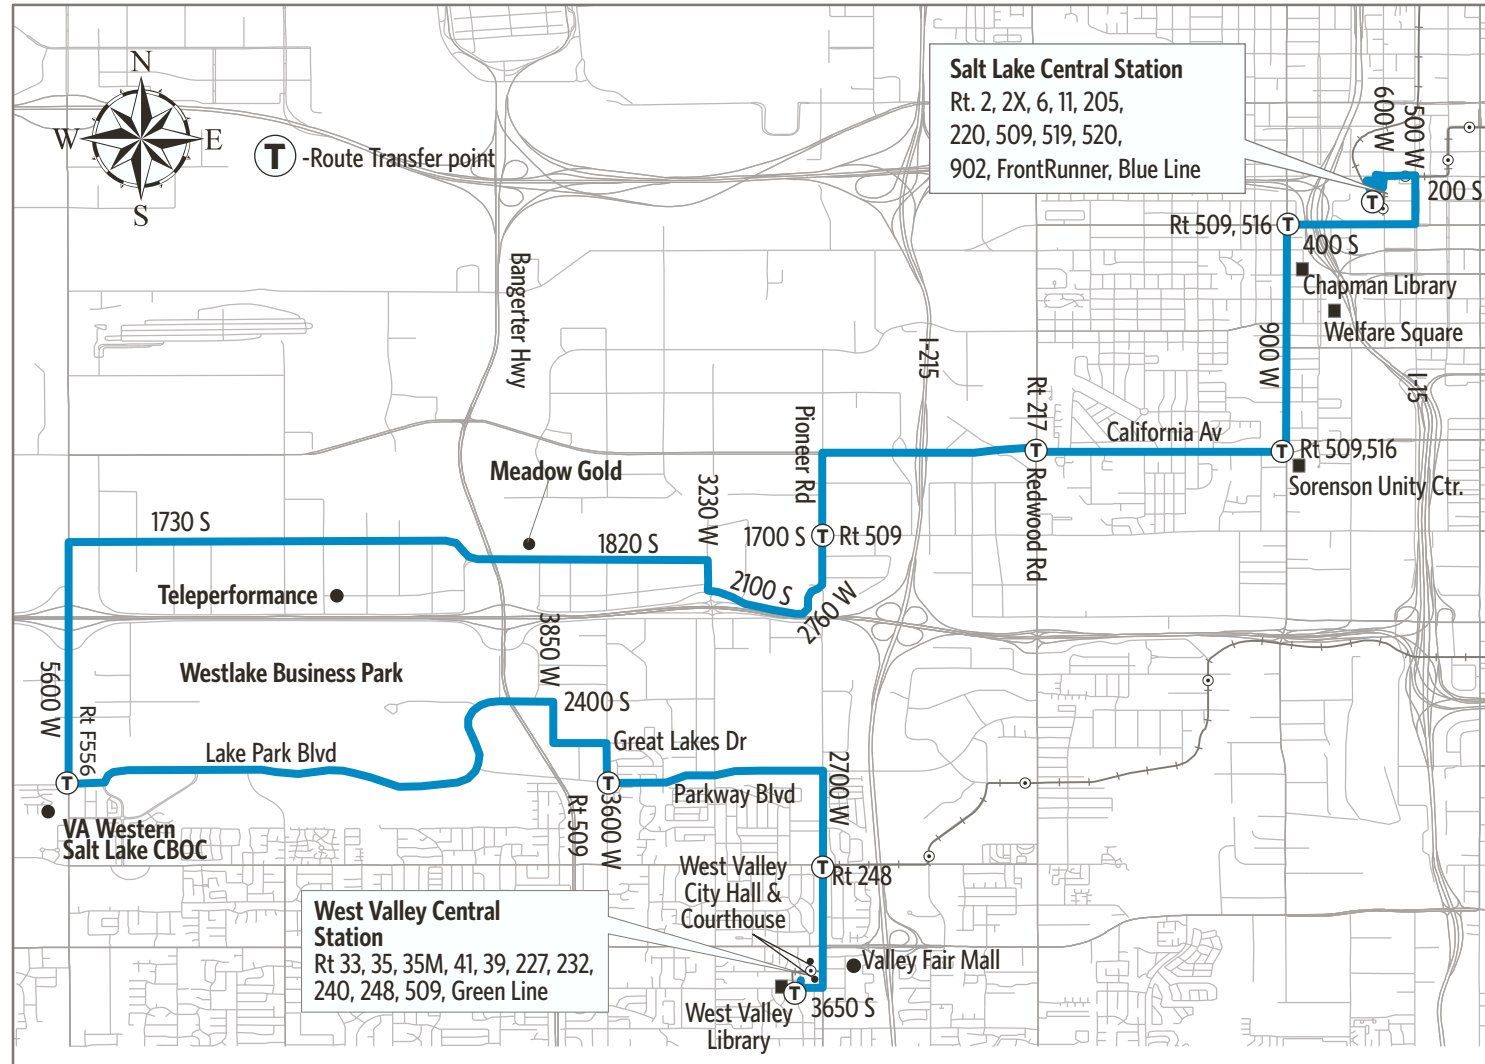 N
W
E
S
T
-Route Transfer point
Salt Lake Central Station
Rt. 2, 2X, 6, 11, 205,
220, 509, 519, 520,
902, FrontRunner, Blue Line
600 W
500 W
T
200 S
Rt 509, 516
T
400 S
Chapman Library
Welfare Square
Bangerter Hwy
I-215
900 W
I-15
Rt 217
Pioneer Rd
California Av
T
T
Rt 509,516
Redwood Rd
Sorenson Unity Ctr.
Meadow Gold
3230 W
1730 S
1820 S
1700 S
T
Rt 509
2100 S
2760 W
Teleperformance
3850 W
Westlake Business Park
5600 W
2400 S
Rt F556
Lake Park Blvd
Great Lakes Dr
T
T
Parkway Blvd
2700 W
VA Western
Salt Lake CBOC
Rt 509
3600 W
West Valley
City Hall &
Courthouse
T
Rt 248
West Valley Central
Station
Rt 33, 35, 35M, 41, 39, 227, 232,
240, 248, 509, Green Line
Valley Fair Mall
T
3650 S
West Valley
Library